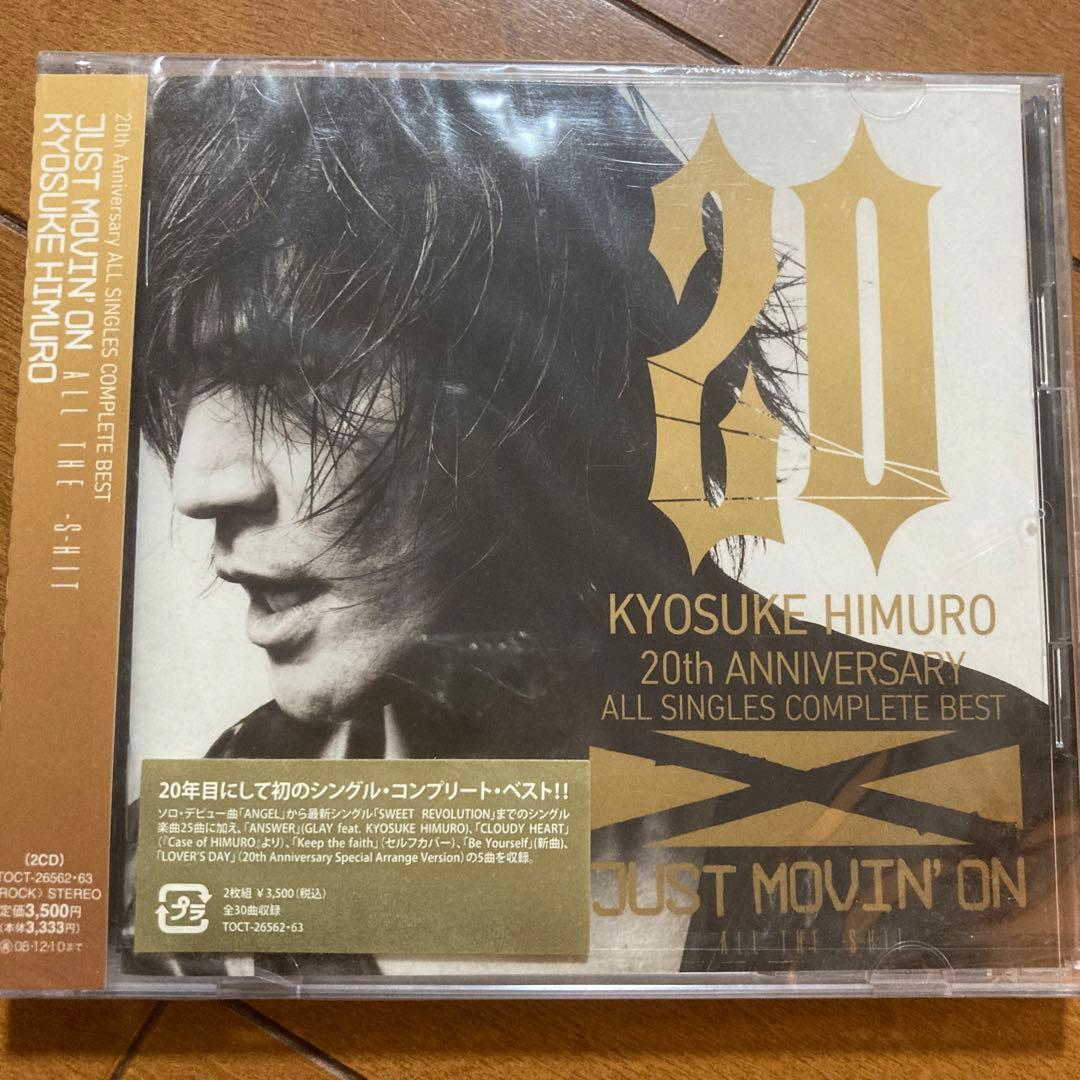 20th Anniversary ALL SINGLES COMPLETE BEST
JUST MOVIN' ON ALL THE -S-HIT
KYOSUKE HIMURO
(2CD)
TOCT-26562・63
〈ROCK〉 STEREO
定価3,500円
(本体3,333円)
08・12・10まで
20
KYOSUKE HIMURO
20th ANNIVERSARY
ALL SINGLES COMPLETE BEST
JUST MOVIN' ON
ALL THE -S-HIT
20年目にして初のシングル・コンプリート・ベスト!!
ソロ・デビュー曲「ANGEL」から最新シングル「SWEET REVOLUTION」までのシングル
楽曲25曲に加え、「ANSWER」(GLAY feat. KYOSUKE HIMURO)、「CLOUDY HEART」
(『Case of HIMURO』より)、「Keep the faith」(セルフカバー)、「Be Yourself」(新曲)、
「LOVER'S DAY」(20th Anniversary Special Arrange Version)の5曲を収録。
プラ
2枚組 ¥3,500(税込)
全30曲収録
TOCT-26562・63